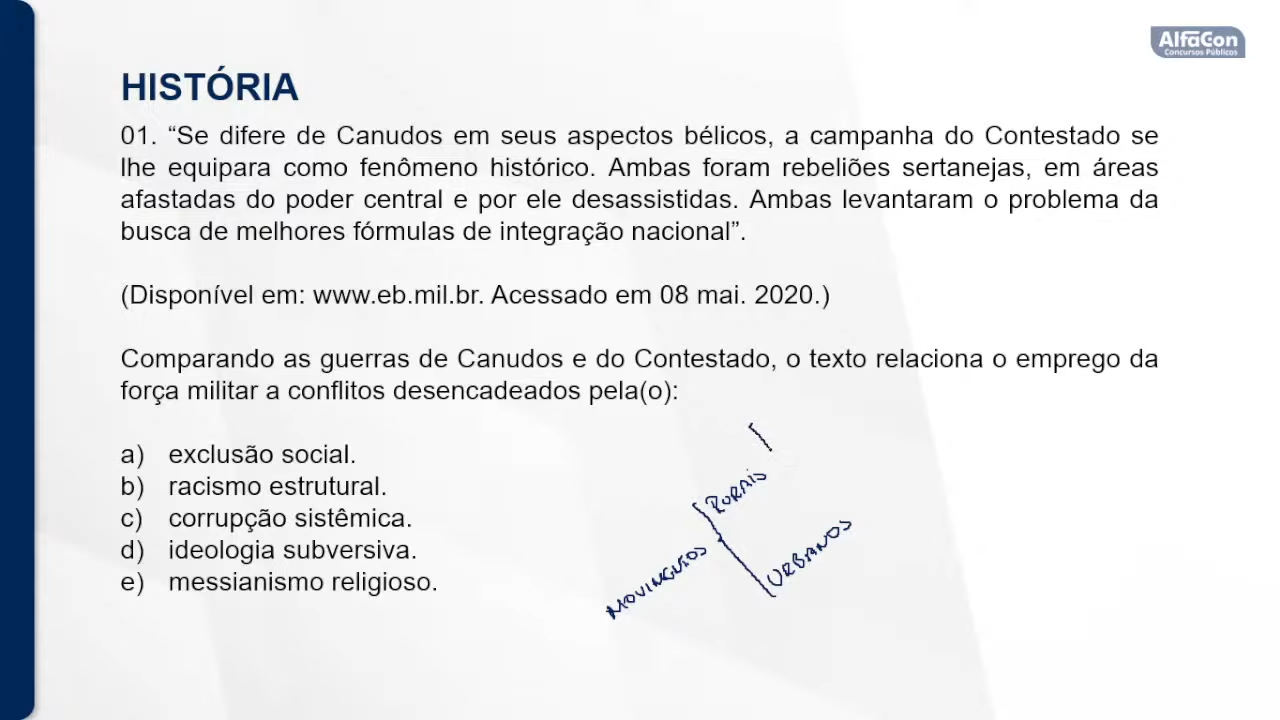 AlfaCon
Concursos Públicos
HISTÓRIA
01. “Se difere de Canudos em seus aspectos bélicos, a campanha do Contestado se
lhe equipara como fenômeno histórico. Ambas foram rebeliões sertanejas, em áreas
afastadas do poder central e por ele desassistidas. Ambas levantaram o problema da
busca de melhores fórmulas de integração nacional”.
(Disponível em: www.eb.mil.br. Acessado em 08 mai. 2020.)
Comparando as guerras de Canudos e do Contestado, o texto relaciona o emprego da
força militar a conflitos desencadeados pela(o):
a) exclusão social.
b) racismo estrutural.
c) corrupção sistêmica.
d) ideologia subversiva.
e) messianismo religioso.
RURAIS
MOVIMENTOS
URBANOS